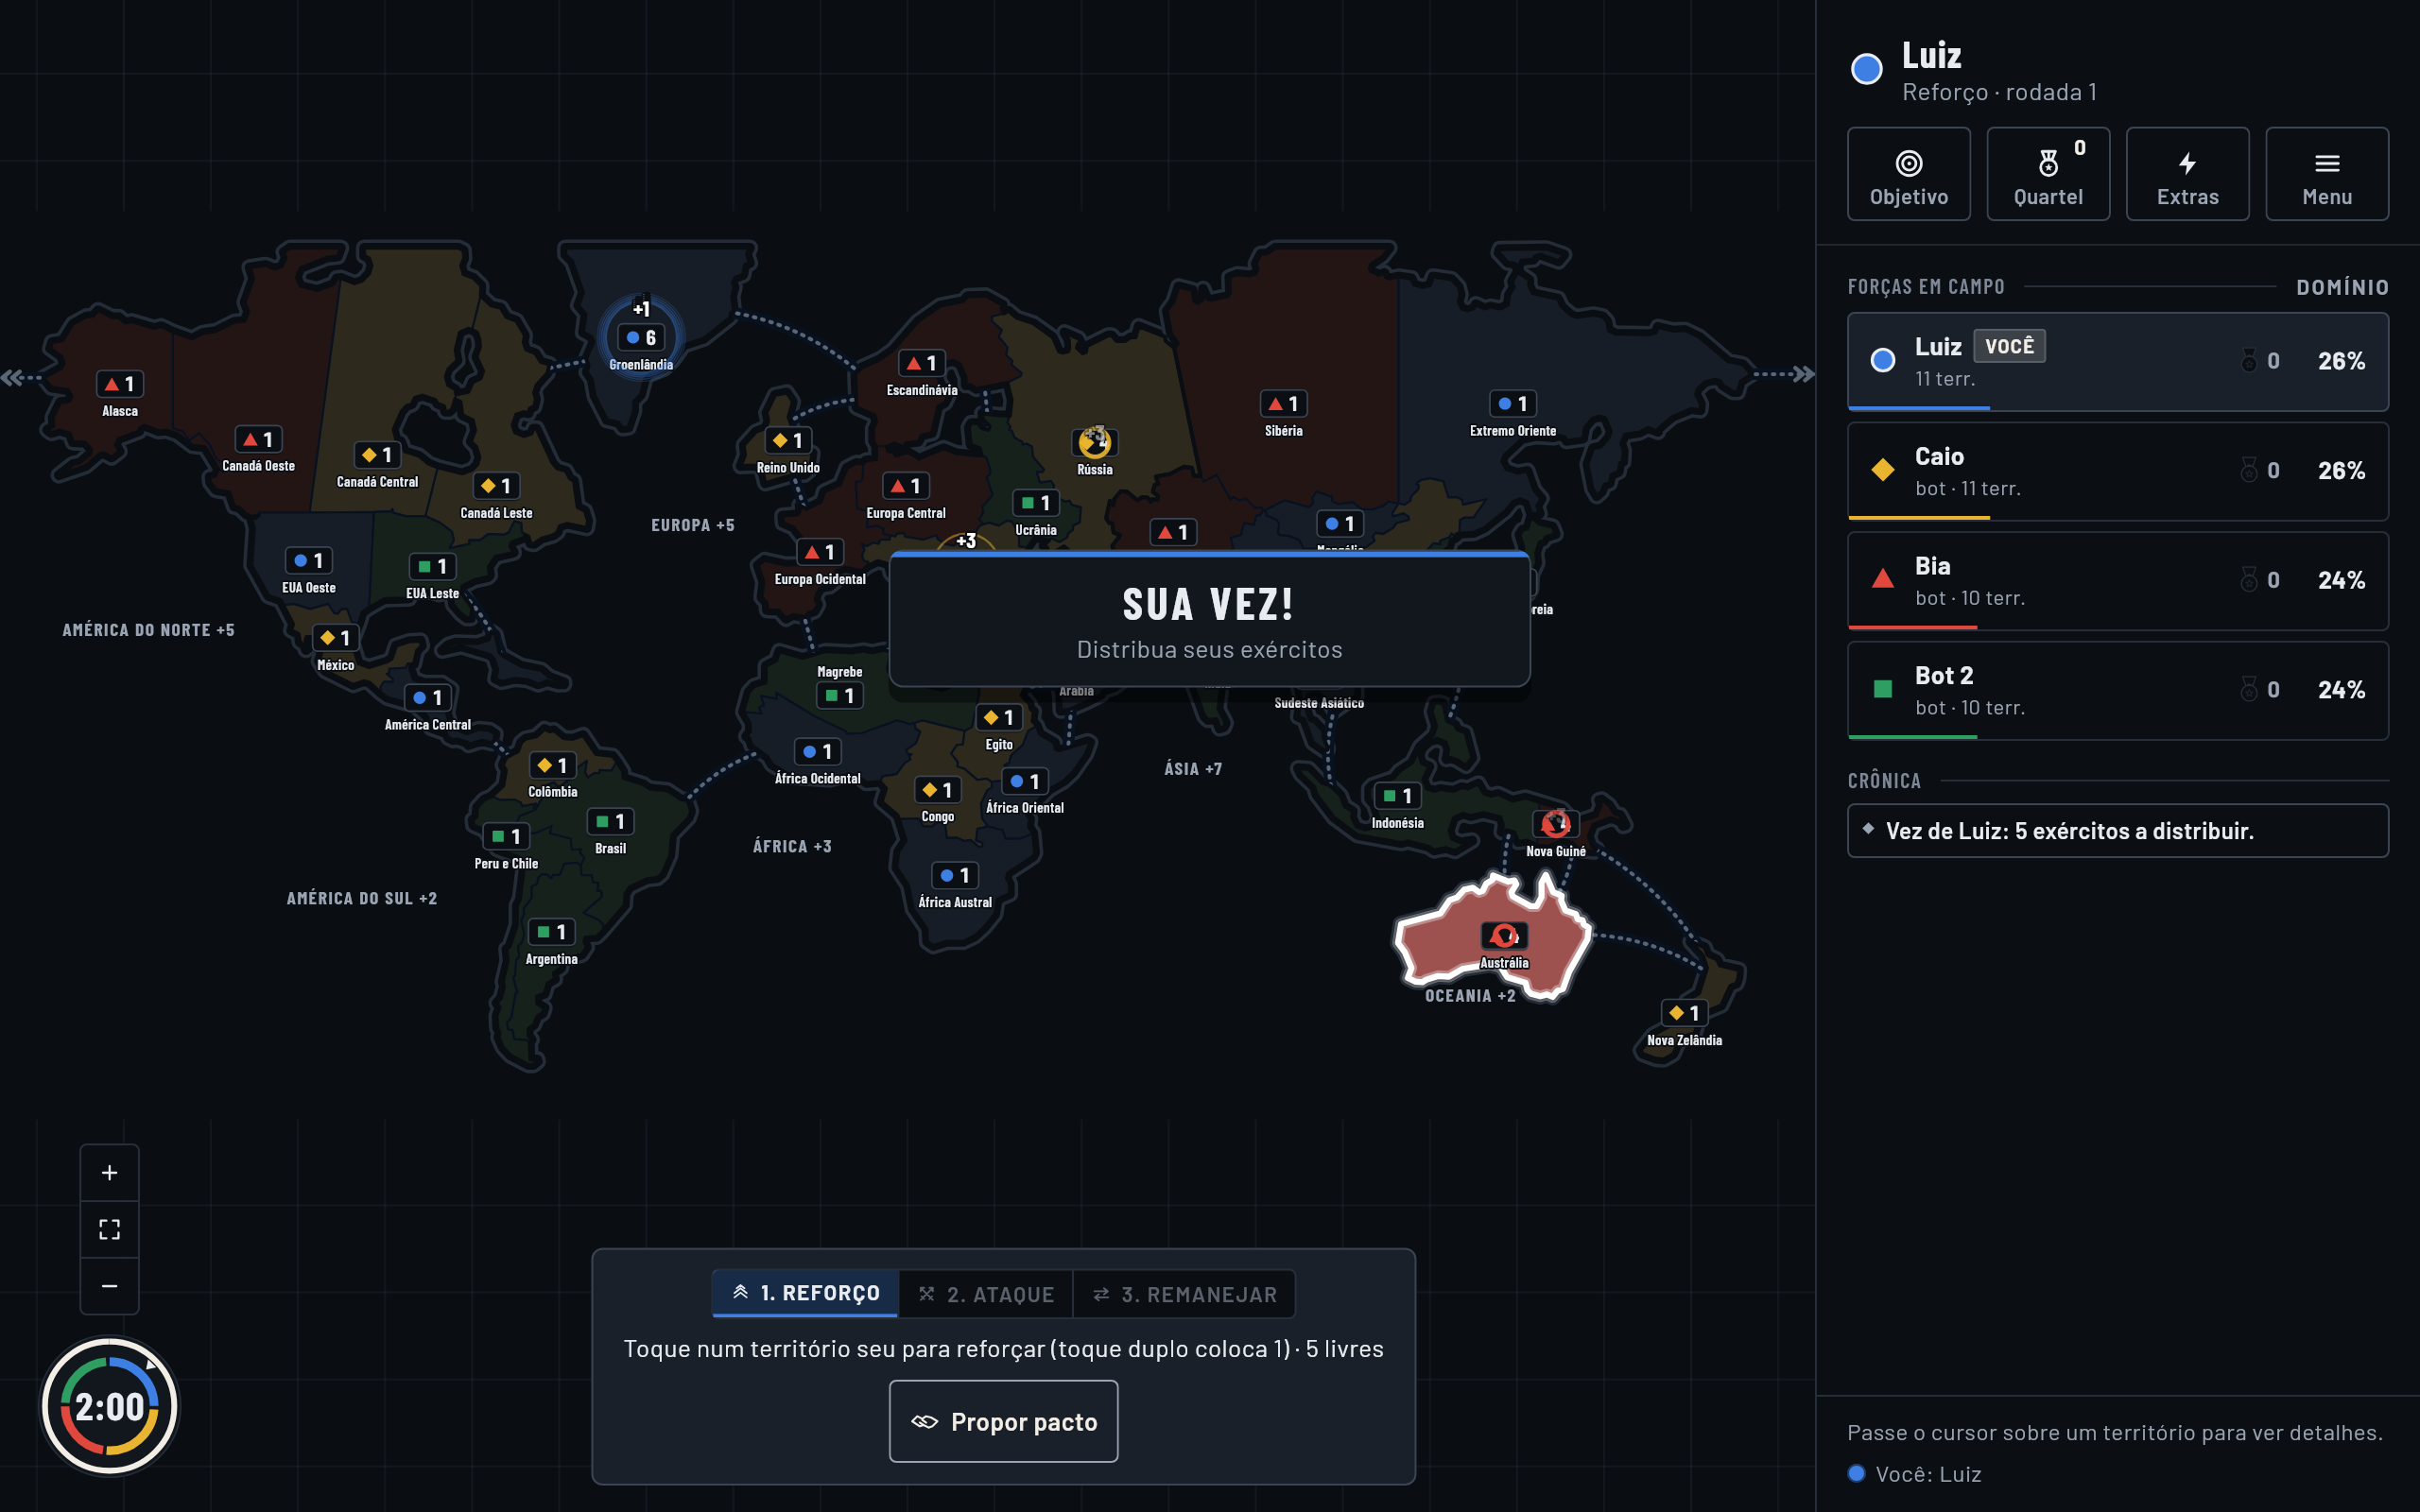 Luiz
Reforço · rodada 1
Objetivo
0
Quartel
Extras
Menu
FORÇAS EM CAMPO
DOMÍNIO
Luiz VOCÊ
11 terr.
0
26%
Caio
bot · 11 terr.
0
26%
Bia
bot · 10 terr.
0
24%
Bot 2
bot · 10 terr.
0
24%
CRÔNICA
Vez de Luiz: 5 exércitos a distribuir.
Passe o cursor sobre um território para ver detalhes.
Você: Luiz
+1
6
Groenlândia
1
Alasca
1
Canadá Oeste
1
Canadá Central
1
Canadá Leste
1
EUA Oeste
1
EUA Leste
AMÉRICA DO NORTE +5
1
México
1
América Central
1
Colômbia
1
Peru e Chile
1
Brasil
AMÉRICA DO SUL +2
1
Argentina
1
Escandinávia
1
Reino Unido
1
Europa Central
EUROPA +5
1
Ucrânia
1
Europa Ocidental
+3
Rússia
+3
1
Sibéria
1
Extremo Oriente
1
1
SUA VEZ!
Distribua seus exércitos
Magrebe
1
Arábia
Sudeste Asiático
1
Egito
1
África Ocidental
1
Congo
1
África Oriental
ÁFRICA +3
1
África Austral
ÁSIA +7
1
Indonésia
Nova Guiné
Austrália
OCEANIA +2
1
Nova Zelândia
+
−
2:00
1. REFORÇO
2. ATAQUE
3. REMANEJAR
Toque num território seu para reforçar (toque duplo coloca 1) · 5 livres
Propor pacto